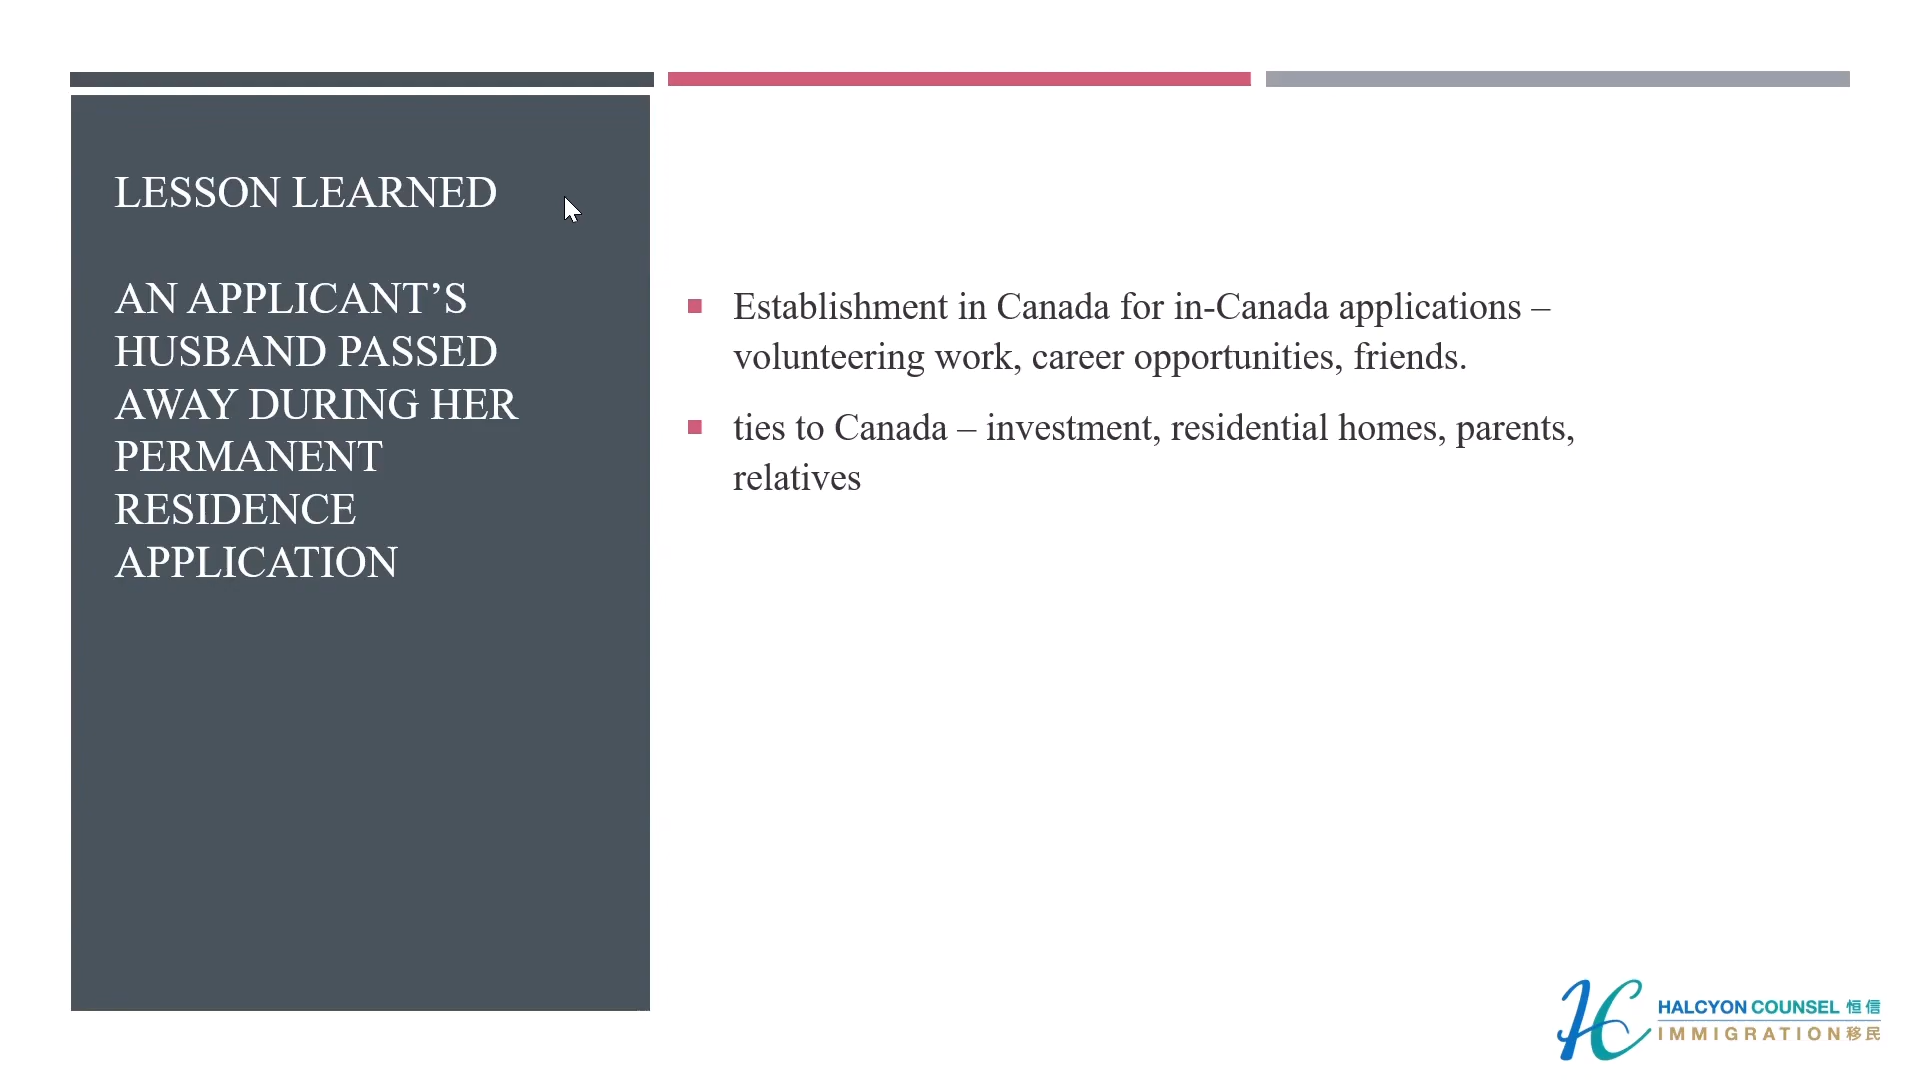 LESSON LEARNED
AN APPLICANT’S
HUSBAND PASSED
AWAY DURING HER
PERMANENT
RESIDENCE
APPLICATION
Establishment in Canada for in-Canada applications –
volunteering work, career opportunities, friends.
ties to Canada – investment, residential homes, parents,
relatives
HC
HALCYON COUNSEL 恒信
IMMIGRATION移民